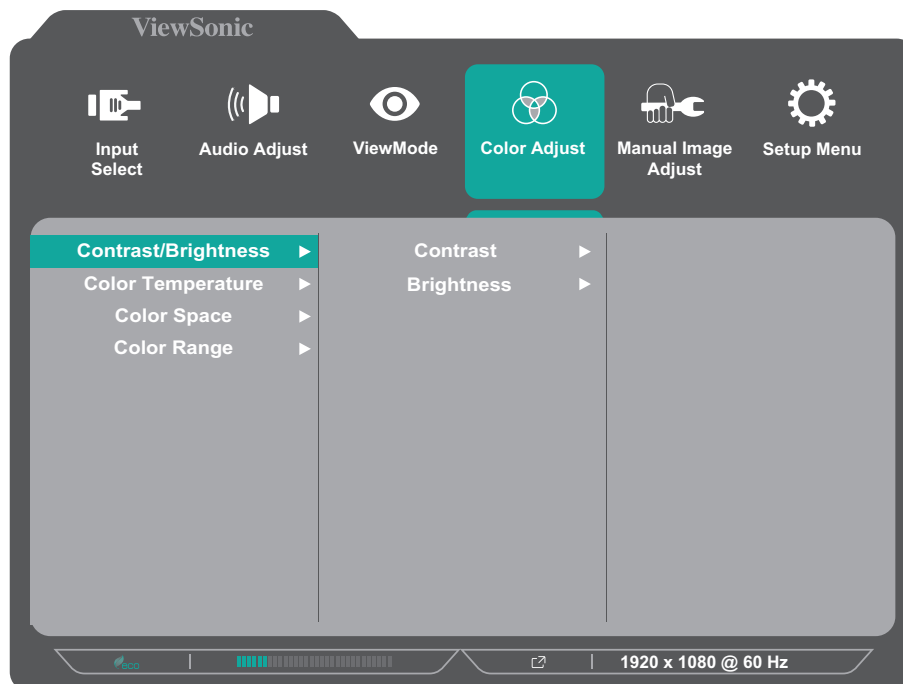 ViewSonic
Input
Select
Audio Adjust
ViewMode
Color Adjust
Manual Image
Adjust
Setup Menu
Contrast/Brightness
Color Temperature
Color Space
Color Range
Contrast
Brightness
eco
1920 x 1080 @ 60 Hz